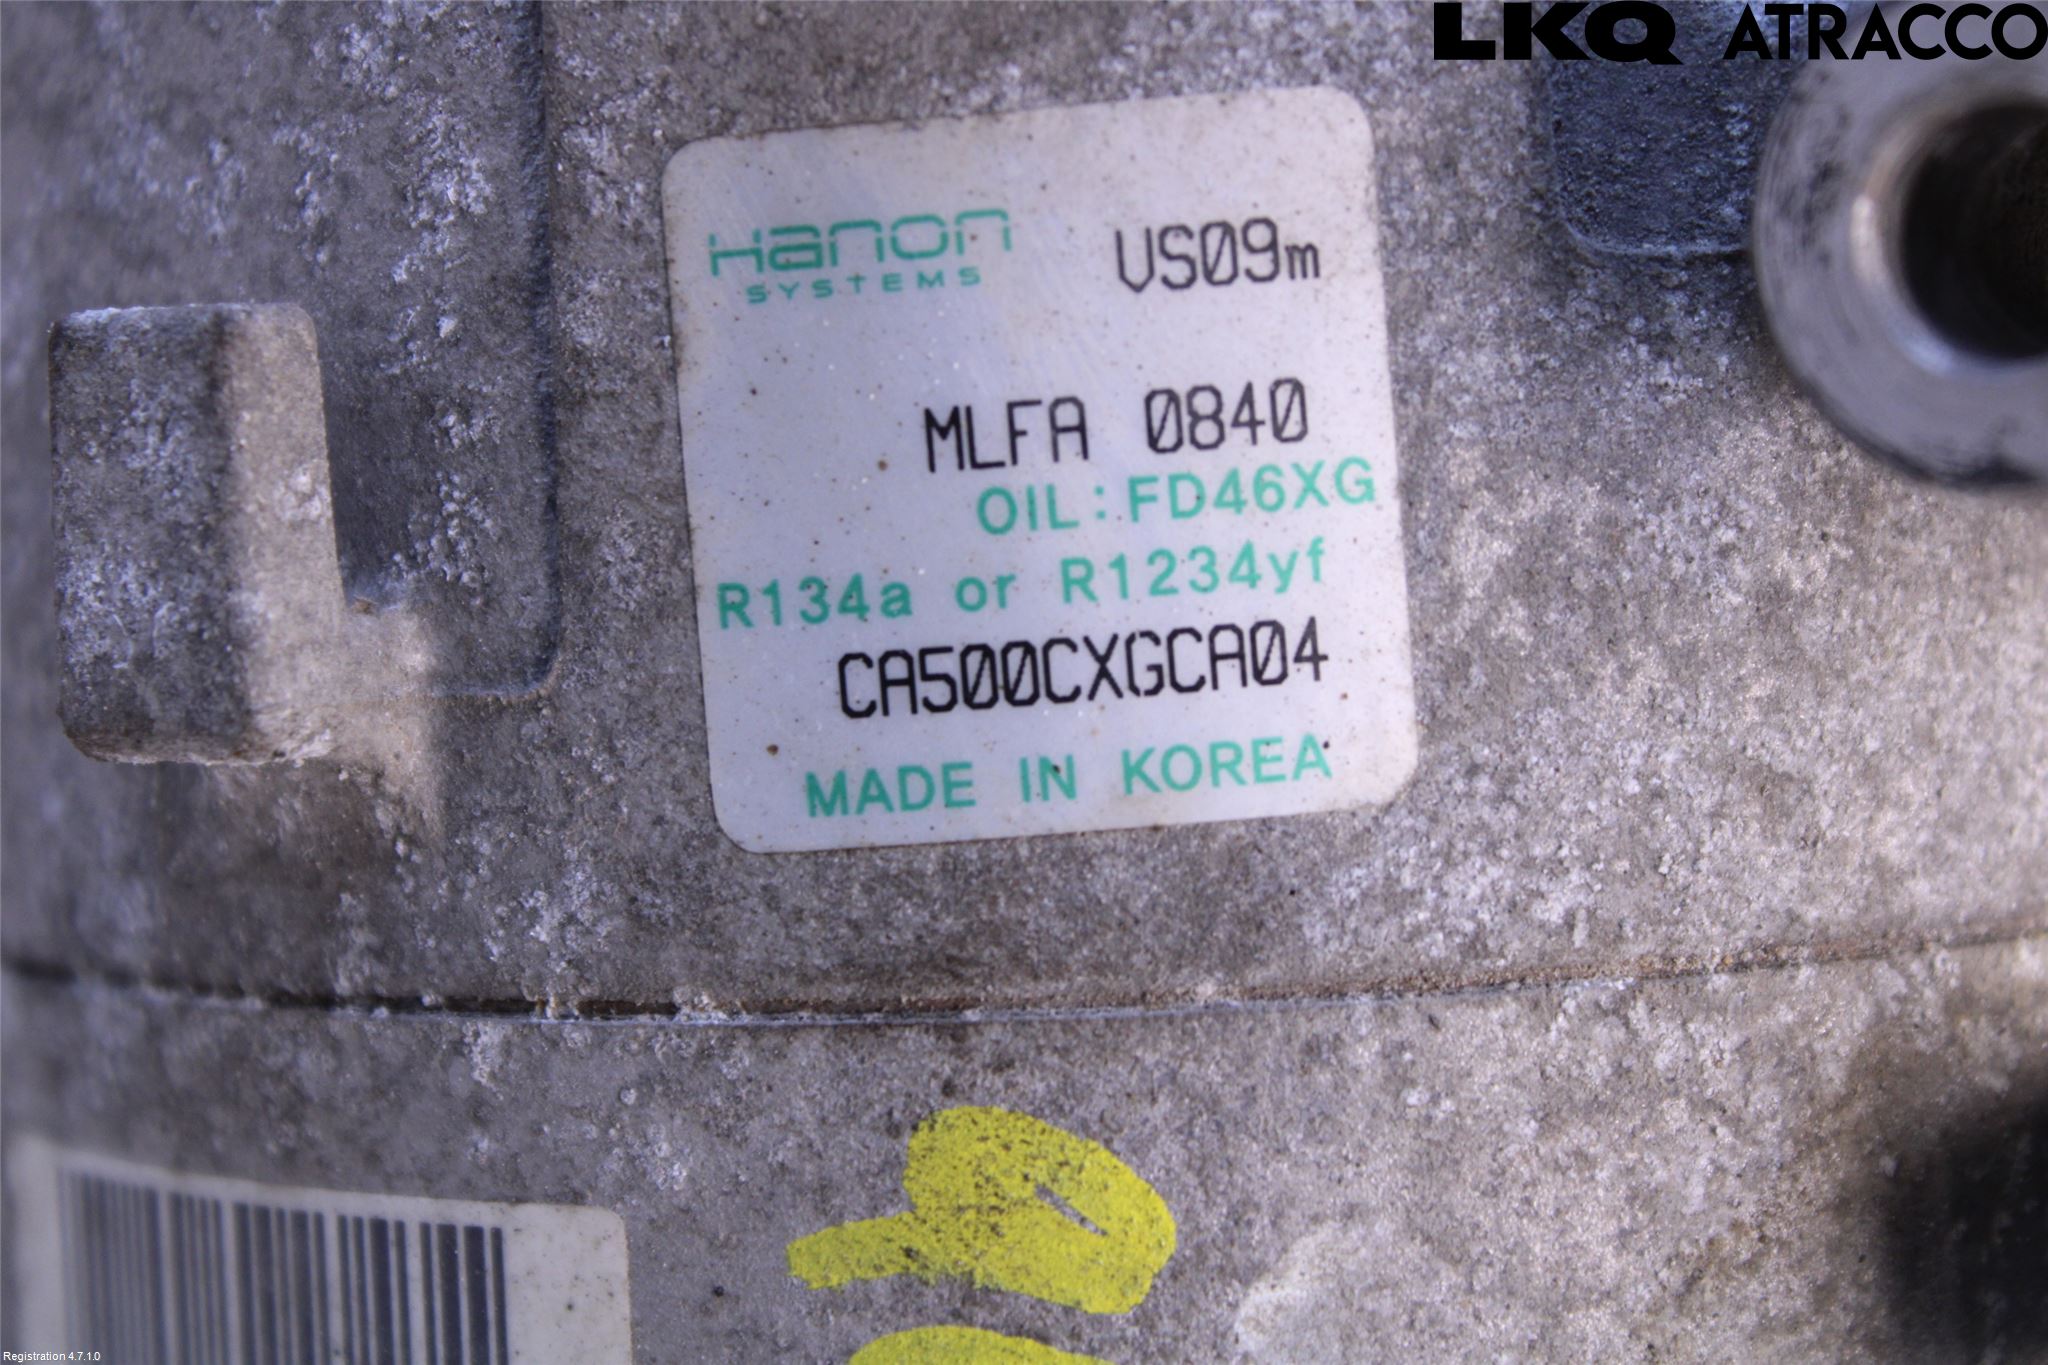 LKQ ATRACCO
Hanon VS09m
SYSTEMS
MLFA 0840
OIL:FD46XG
R134a or R1234yf
CA500CXGCA04
MADE IN KOREA
Registration 4.7.1.0